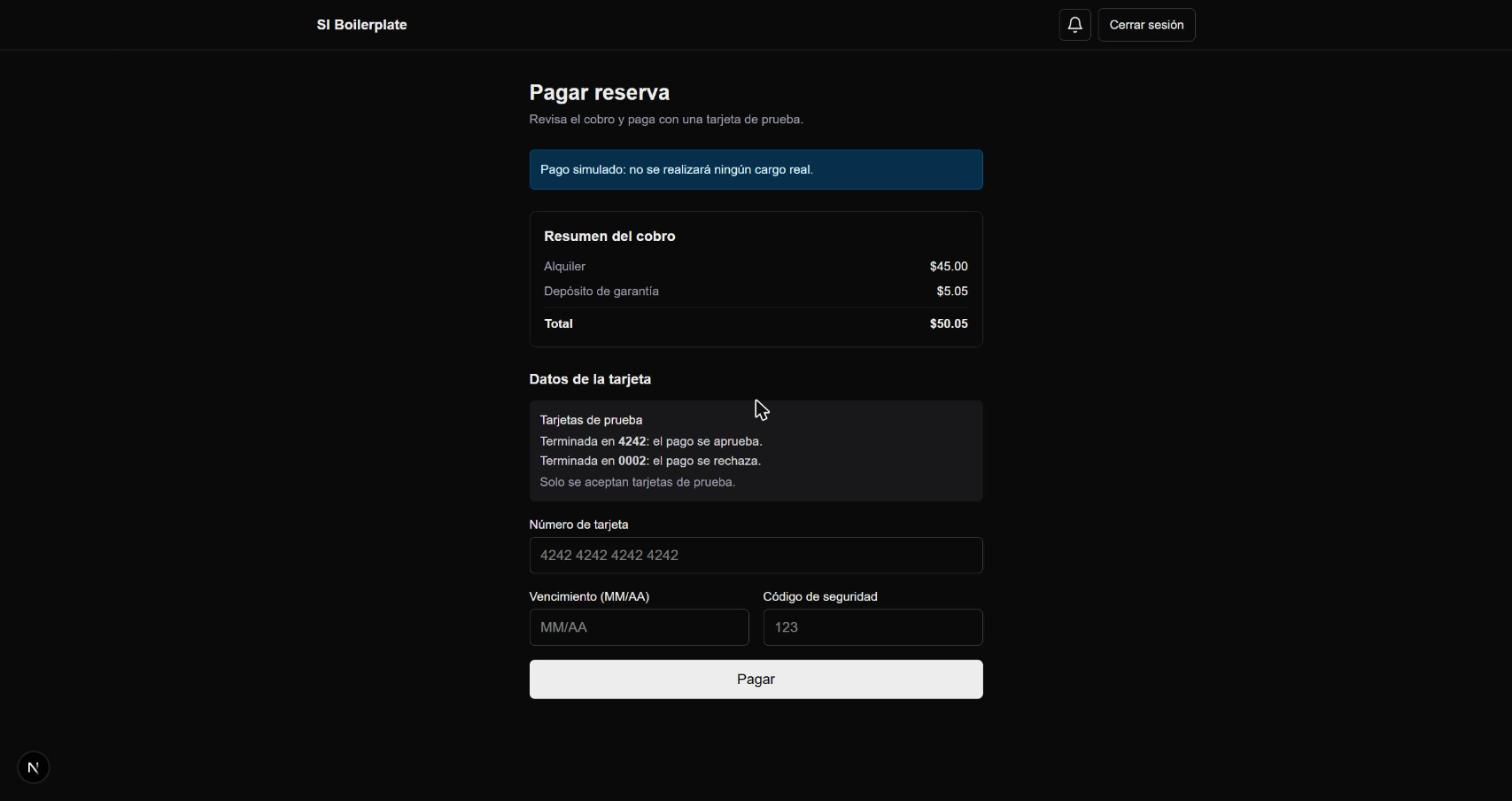 SI Boilerplate
Cerrar sesión
Pagar reserva
Revisa el cobro y paga con una tarjeta de prueba.
Pago simulado: no se realizará ningún cargo real.
Resumen del cobro
Alquiler $45.00
Depósito de garantía $5.05
Total $50.05
Datos de la tarjeta
Tarjetas de prueba
Terminada en 4242: el pago se aprueba.
Terminada en 0002: el pago se rechaza.
Solo se aceptan tarjetas de prueba.
Número de tarjeta
4242 4242 4242 4242
Vencimiento (MM/AA) Código de seguridad
MM/AA 123
Pagar
N